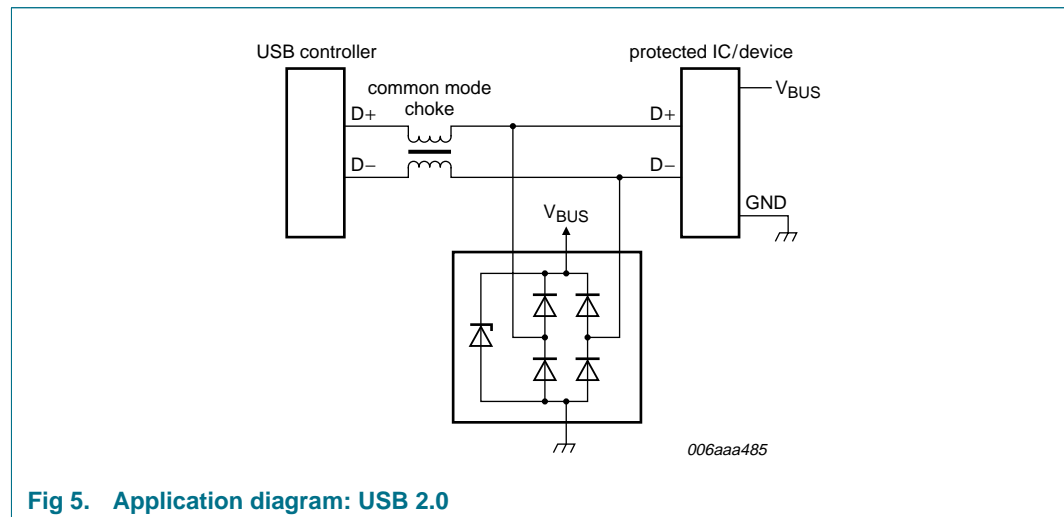 USB controller
protected IC/device
common mode
choke
VBUS
D+
D+
D−
D−
VBUS
GND
006aaa485
Fig 5. Application diagram: USB 2.0